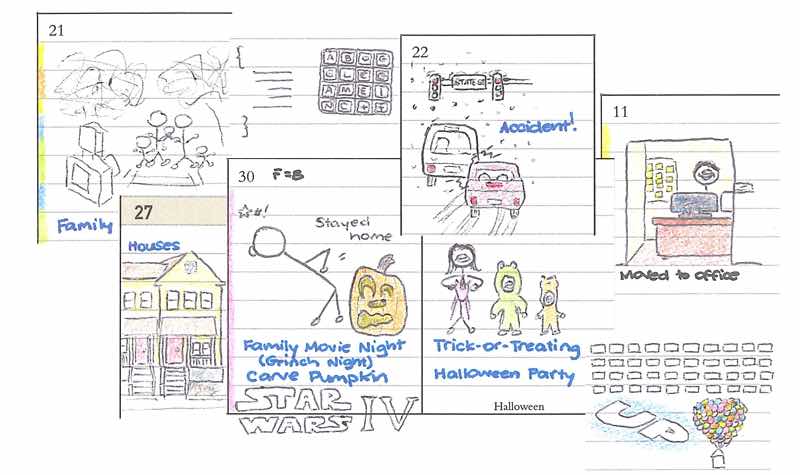 21
Family
A B O G
22
STATE ST
Accident!
11
Moved to office
27
Houses
30 F=B
☆#!
Stayed
home
Family Movie Night
(Grinch Night)
Carve Pumpkin
STAR
WARS IV
Trick-or-Treating
Halloween Party
Halloween
UP